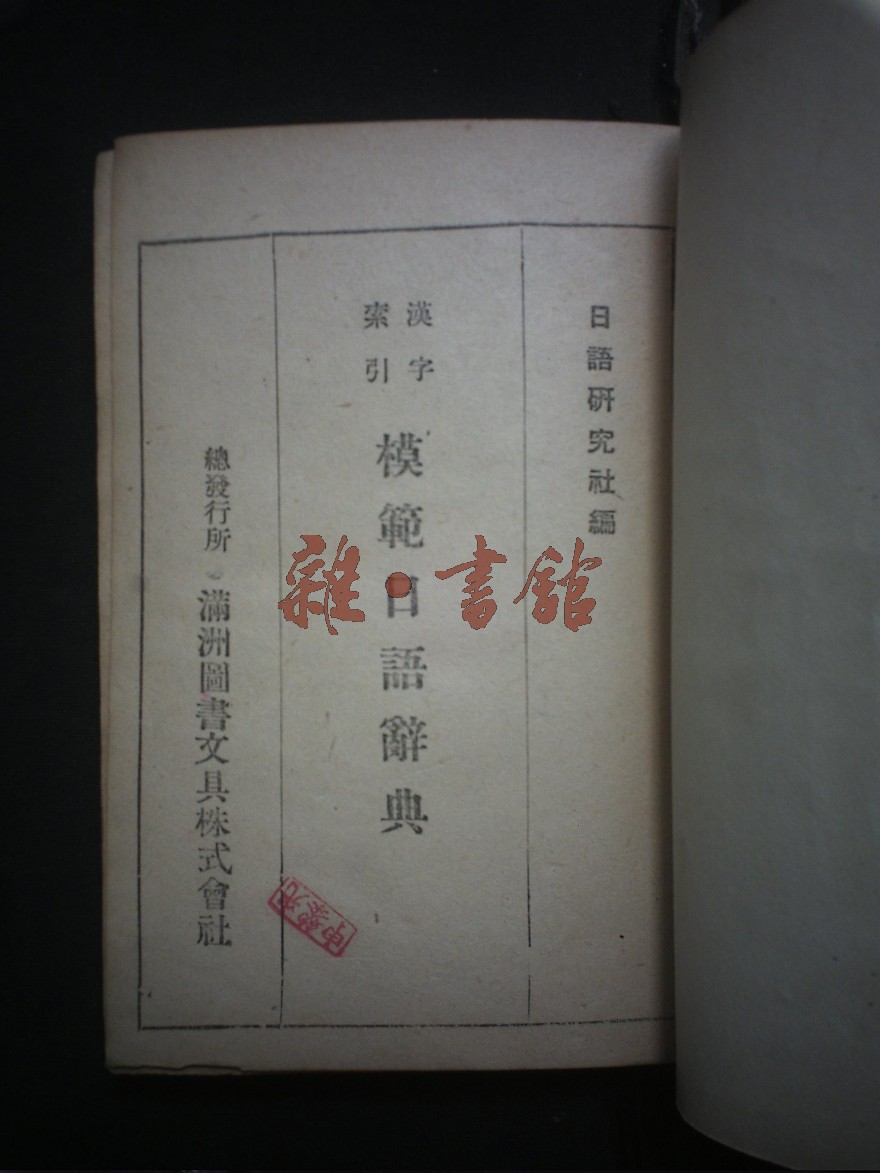 日語研究社編
漢字
索引
模範日語辭典
總發行所 滿洲圖書文具株式會社
雜·書館